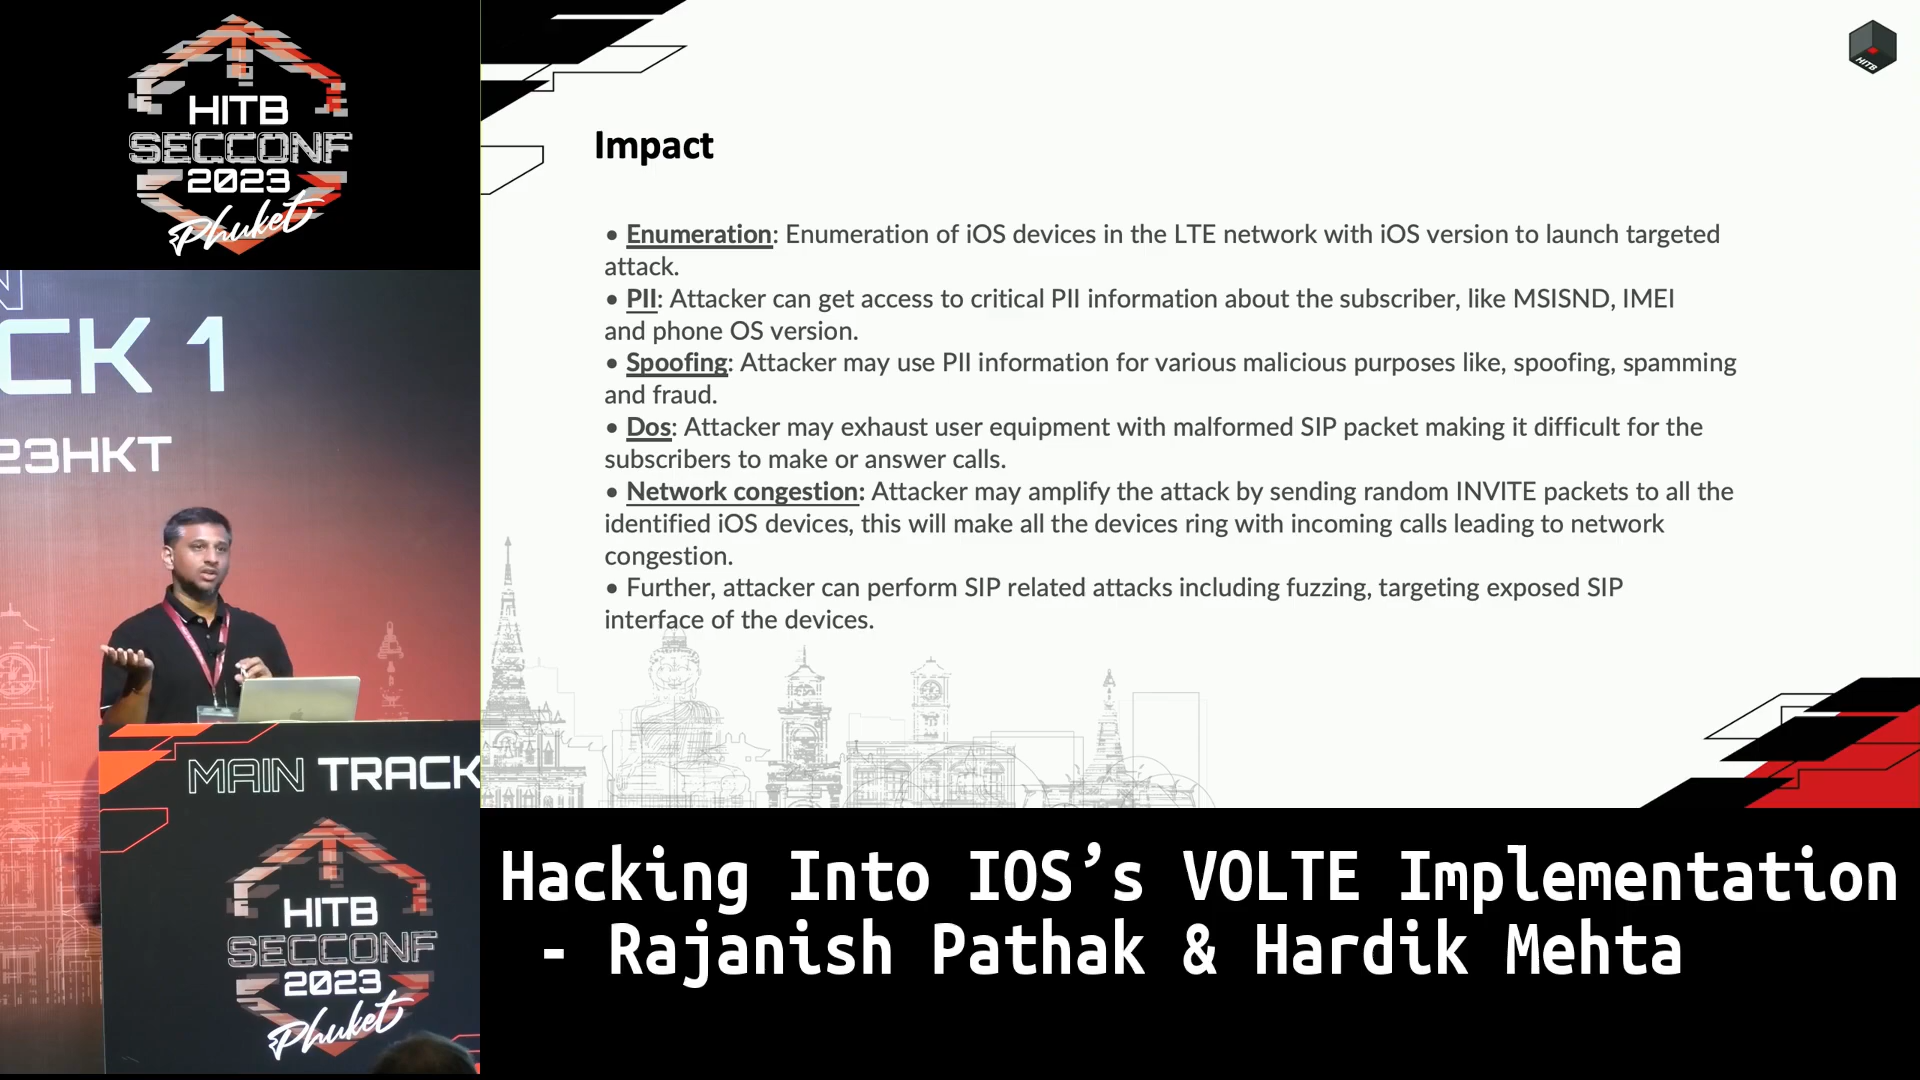 HITB
SECCONF
2023
Phuket
CK 1
23HKT
MAIN TRACK
HITB
SECCONF
2023
Phuket
HITB
Impact
• Enumeration: Enumeration of iOS devices in the LTE network with iOS version to launch targeted
attack.
• PII: Attacker can get access to critical PII information about the subscriber, like MSISND, IMEI
and phone OS version.
• Spoofing: Attacker may use PII information for various malicious purposes like, spoofing, spamming
and fraud.
• Dos: Attacker may exhaust user equipment with malformed SIP packet making it difficult for the
subscribers to make or answer calls.
• Network congestion: Attacker may amplify the attack by sending random INVITE packets to all the
identified iOS devices, this will make all the devices ring with incoming calls leading to network
congestion.
• Further, attacker can perform SIP related attacks including fuzzing, targeting exposed SIP
interface of the devices.
Hacking Into IOS’s VOLTE Implementation
- Rajanish Pathak & Hardik Mehta